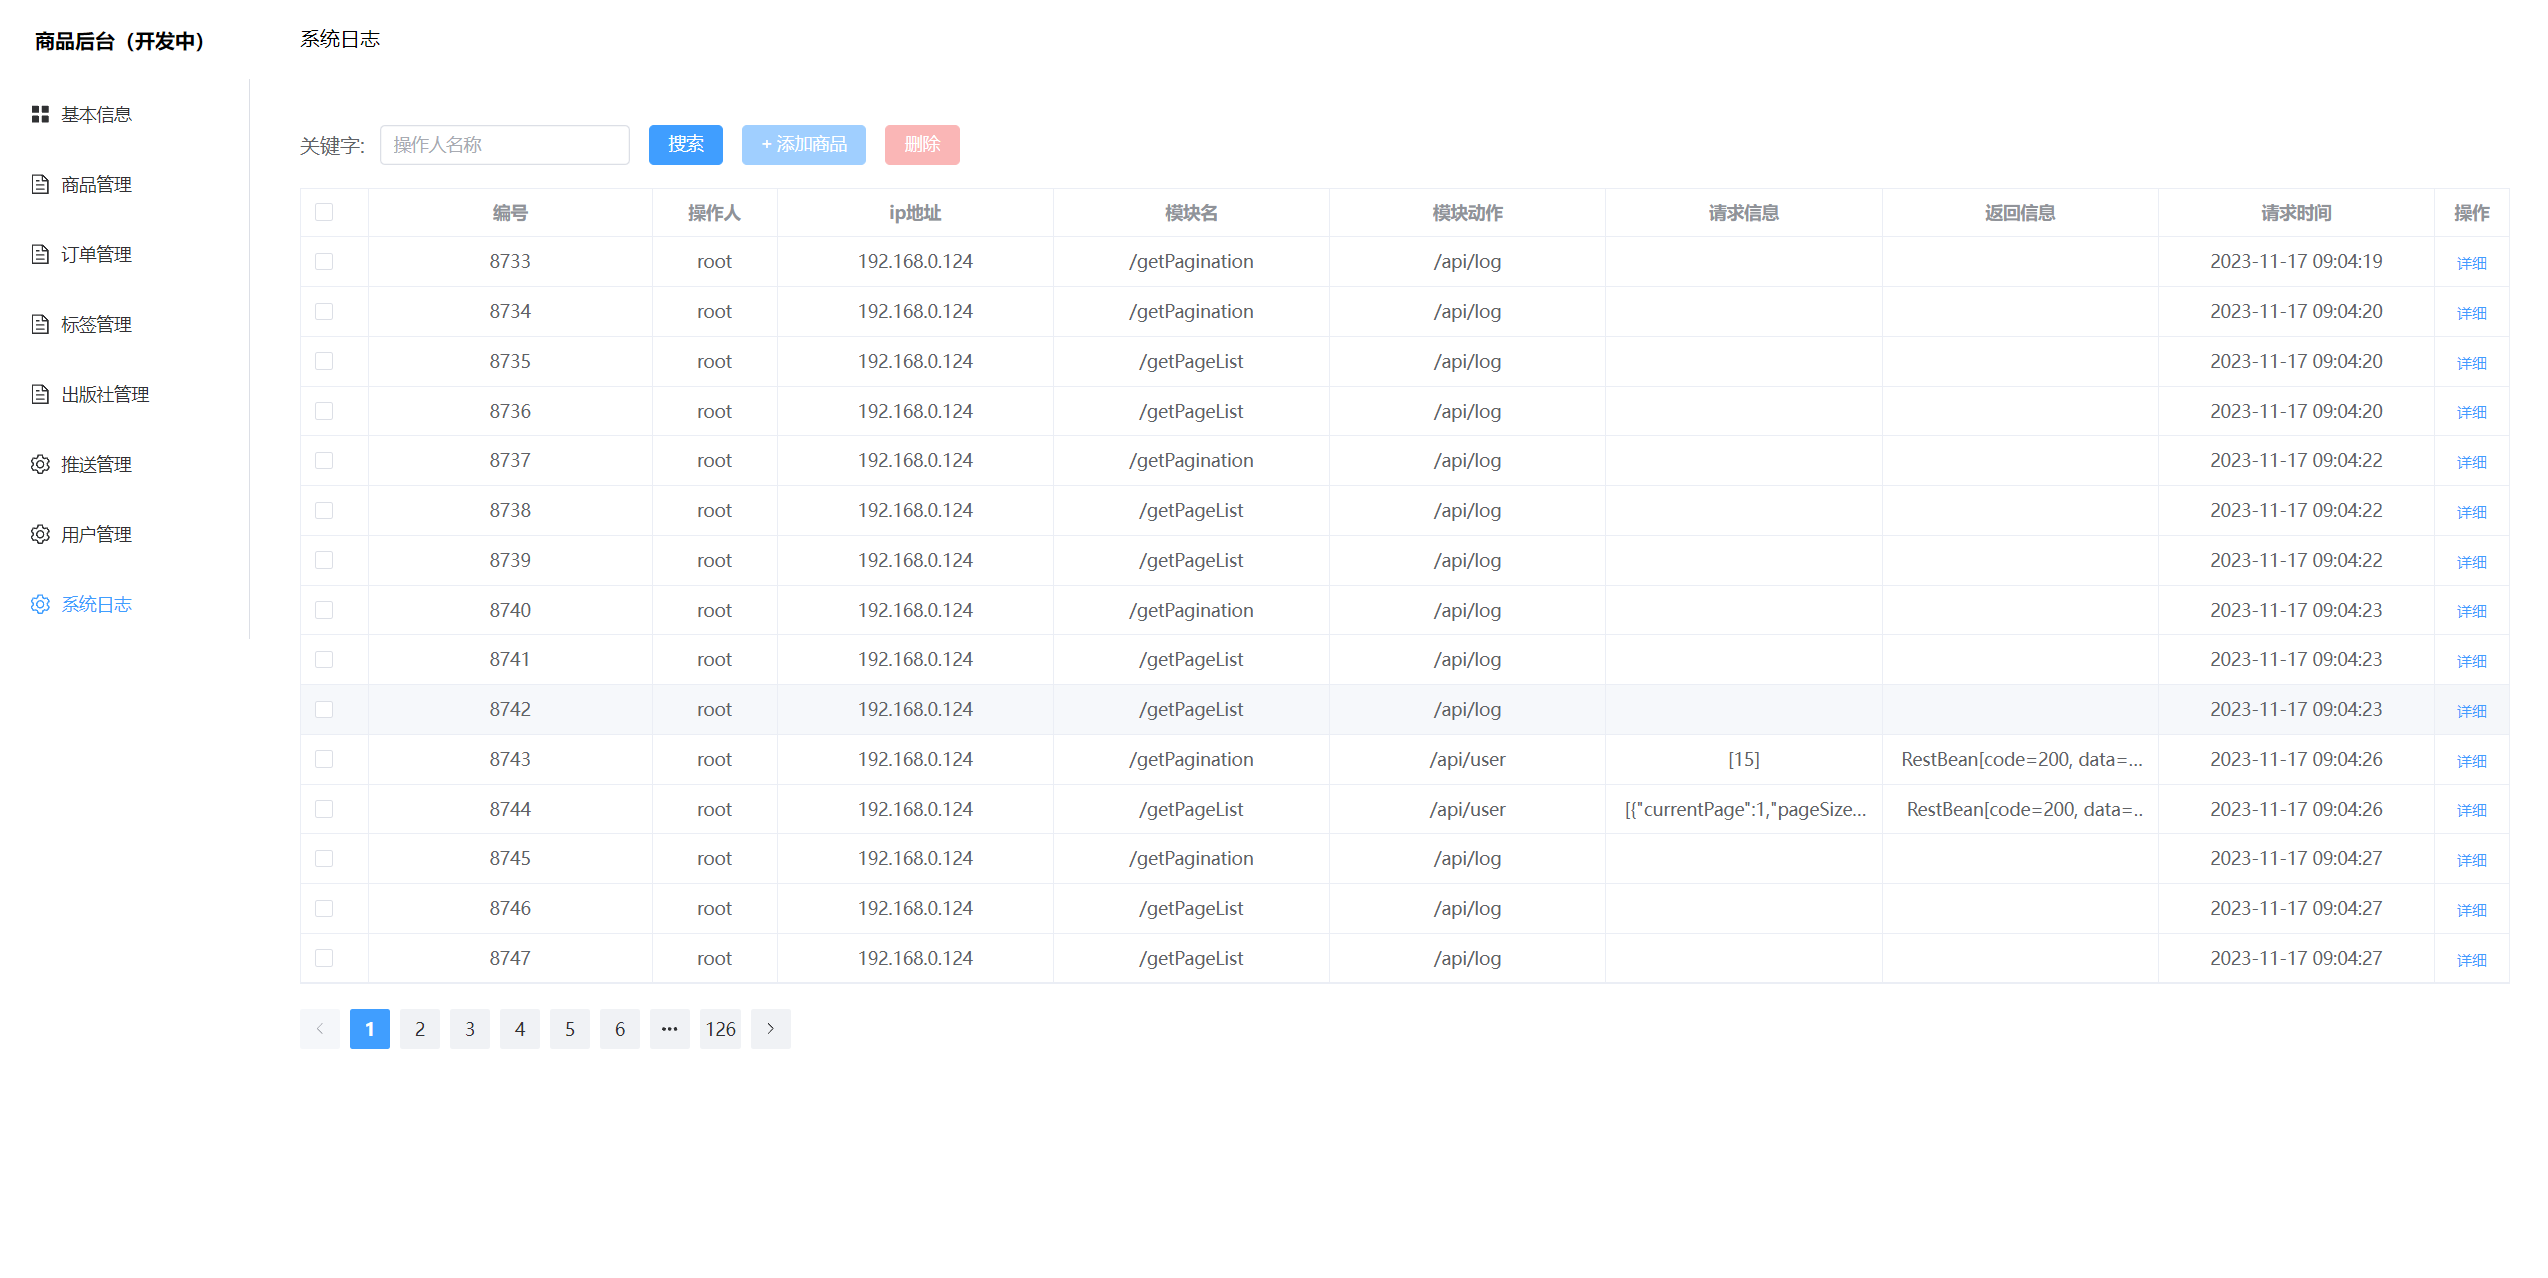 商品后台（开发中）
系统日志
基本信息
商品管理
订单管理
标签管理
出版社管理
推送管理
用户管理
系统日志
关键字: 操作人名称 搜索 + 添加商品 删除
编号 操作人 ip地址 模块名 模块动作 请求信息 返回信息 请求时间 操作
8733 root 192.168.0.124 /getPagination /api/log 2023-11-17 09:04:19 详细
8734 root 192.168.0.124 /getPagination /api/log 2023-11-17 09:04:20 详细
8735 root 192.168.0.124 /getPageList /api/log 2023-11-17 09:04:20 详细
8736 root 192.168.0.124 /getPageList /api/log 2023-11-17 09:04:20 详细
8737 root 192.168.0.124 /getPagination /api/log 2023-11-17 09:04:22 详细
8738 root 192.168.0.124 /getPageList /api/log 2023-11-17 09:04:22 详细
8739 root 192.168.0.124 /getPageList /api/log 2023-11-17 09:04:22 详细
8740 root 192.168.0.124 /getPagination /api/log 2023-11-17 09:04:23 详细
8741 root 192.168.0.124 /getPageList /api/log 2023-11-17 09:04:23 详细
8742 root 192.168.0.124 /getPageList /api/log 2023-11-17 09:04:23 详细
8743 root 192.168.0.124 /getPagination /api/user [15] RestBean[code=200, data=... 2023-11-17 09:04:26 详细
8744 root 192.168.0.124 /getPageList /api/user [{"currentPage":1,"pageSize... RestBean[code=200, data=.. 2023-11-17 09:04:26 详细
8745 root 192.168.0.124 /getPagination /api/log 2023-11-17 09:04:27 详细
8746 root 192.168.0.124 /getPageList /api/log 2023-11-17 09:04:27 详细
8747 root 192.168.0.124 /getPageList /api/log 2023-11-17 09:04:27 详细
1 2 3 4 5 6 ··· 126